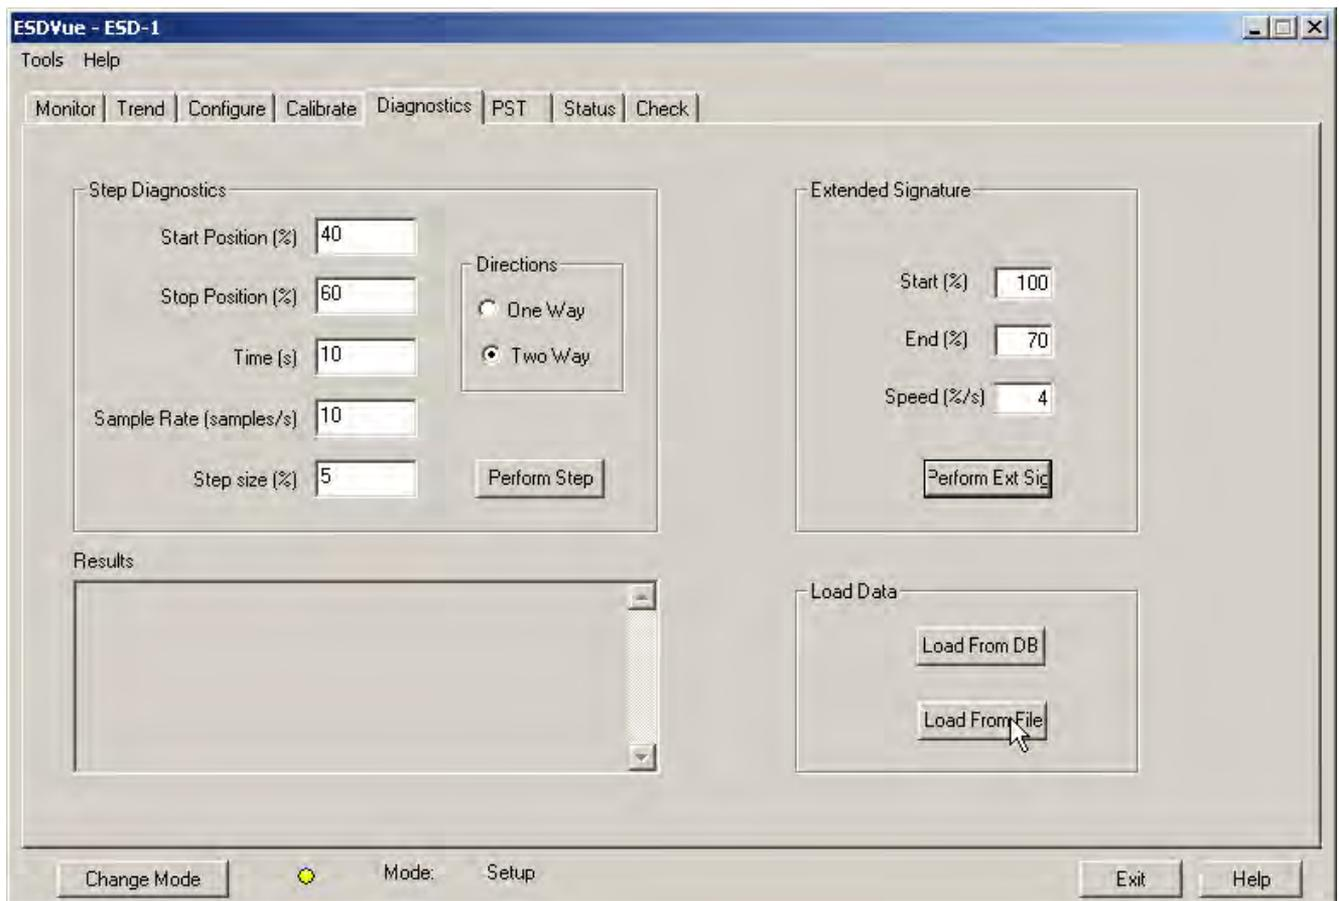 ESDVue - ESD-1
Tools Help
Monitor Trend Configure Calibrate Diagnostics PST Status Check
Step Diagnostics
Start Position (%) 40
Stop Position (%) 60
Time (s) 10
Sample Rate (samples/s) 10
Step size (%) 5
Directions
One Way
Two Way
Perform Step
Extended Signature
Start (%) 100
End (%) 70
Speed (%/s) 4
Perform Ext Sig
Results
Load Data
Load From DB
Load From File
Change Mode
Mode: Setup
Exit
Help